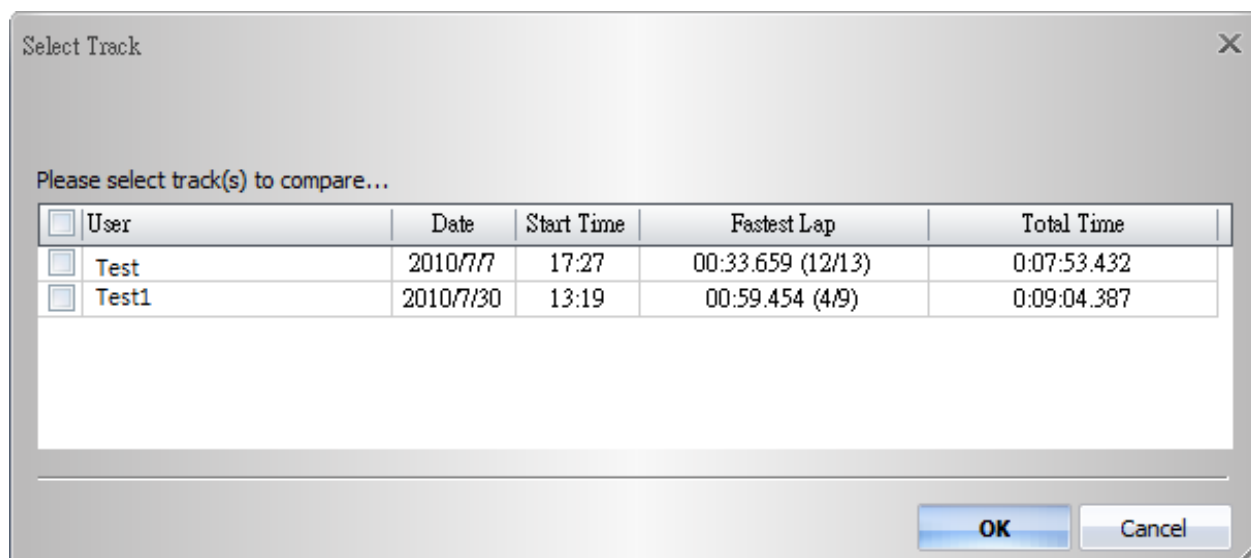 Select Track
Please select track(s) to compare...
User Date Start Time Fastest Lap Total Time
Test 2010/7/7 17:27 00:33.659 (12/13) 0:07:53.432
Test1 2010/7/30 13:19 00:59.454 (4/9) 0:09:04.387
OK Cancel